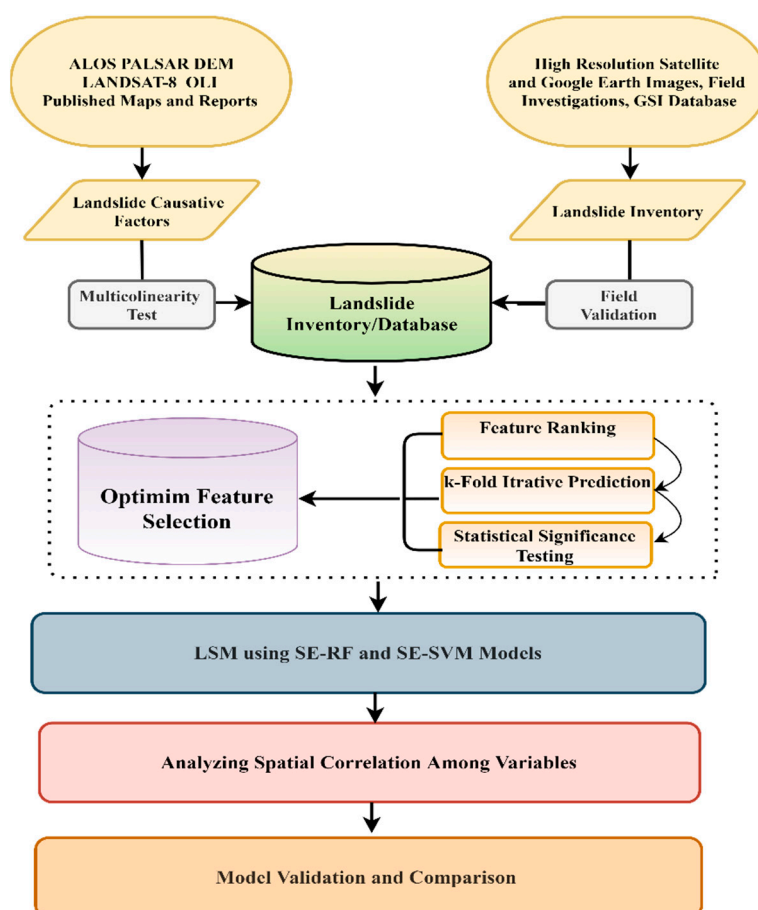 ALOS PALSAR DEM
LANDSAT-8 OLI
Published Maps and Reports
High Resolution Satellite
and Google Earth Images, Field
Investigations, GSI Database
Landslide Causative
Factors
Landslide Inventory
Multicolinearity
Test
Landslide
Inventory/Database
Field
Validation
Optimim Feature
Selection
Feature Ranking
k-Fold Itrative Prediction
Statistical Significance
Testing
LSM using SE-RF and SE-SVM Models
Analyzing Spatial Correlation Among Variables
Model Validation and Comparison